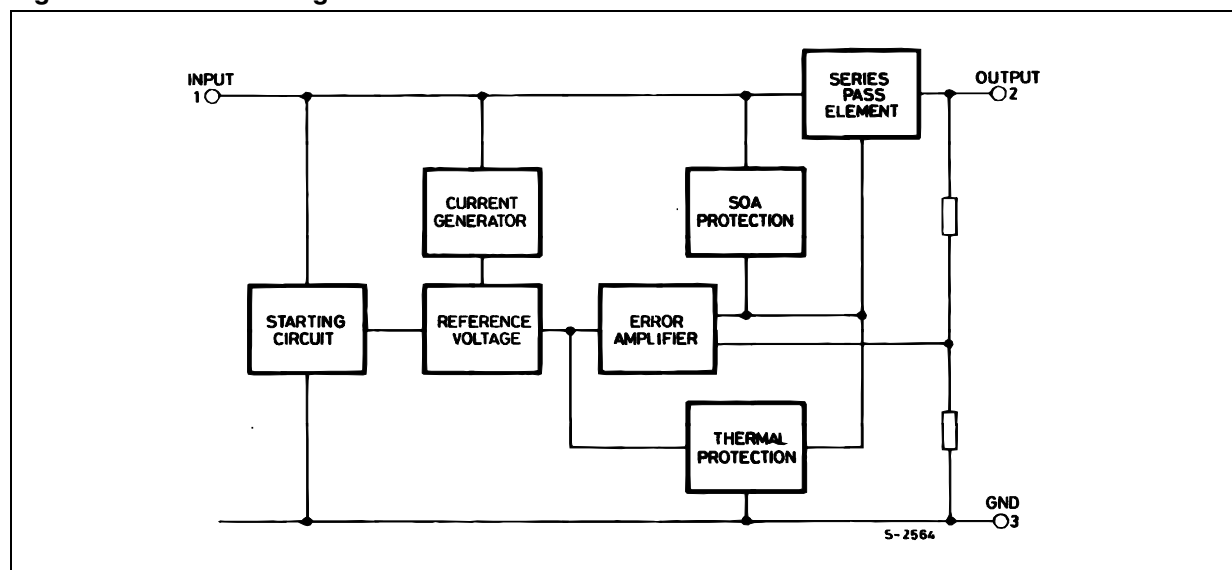 INPUT
1
SERIES
PASS
ELEMENT
OUTPUT
2
CURRENT
GENERATOR
SOA
PROTECTION
STARTING
CIRCUIT
REFERENCE
VOLTAGE
ERROR
AMPLIFIER
THERMAL
PROTECTION
GND
3
S-2564